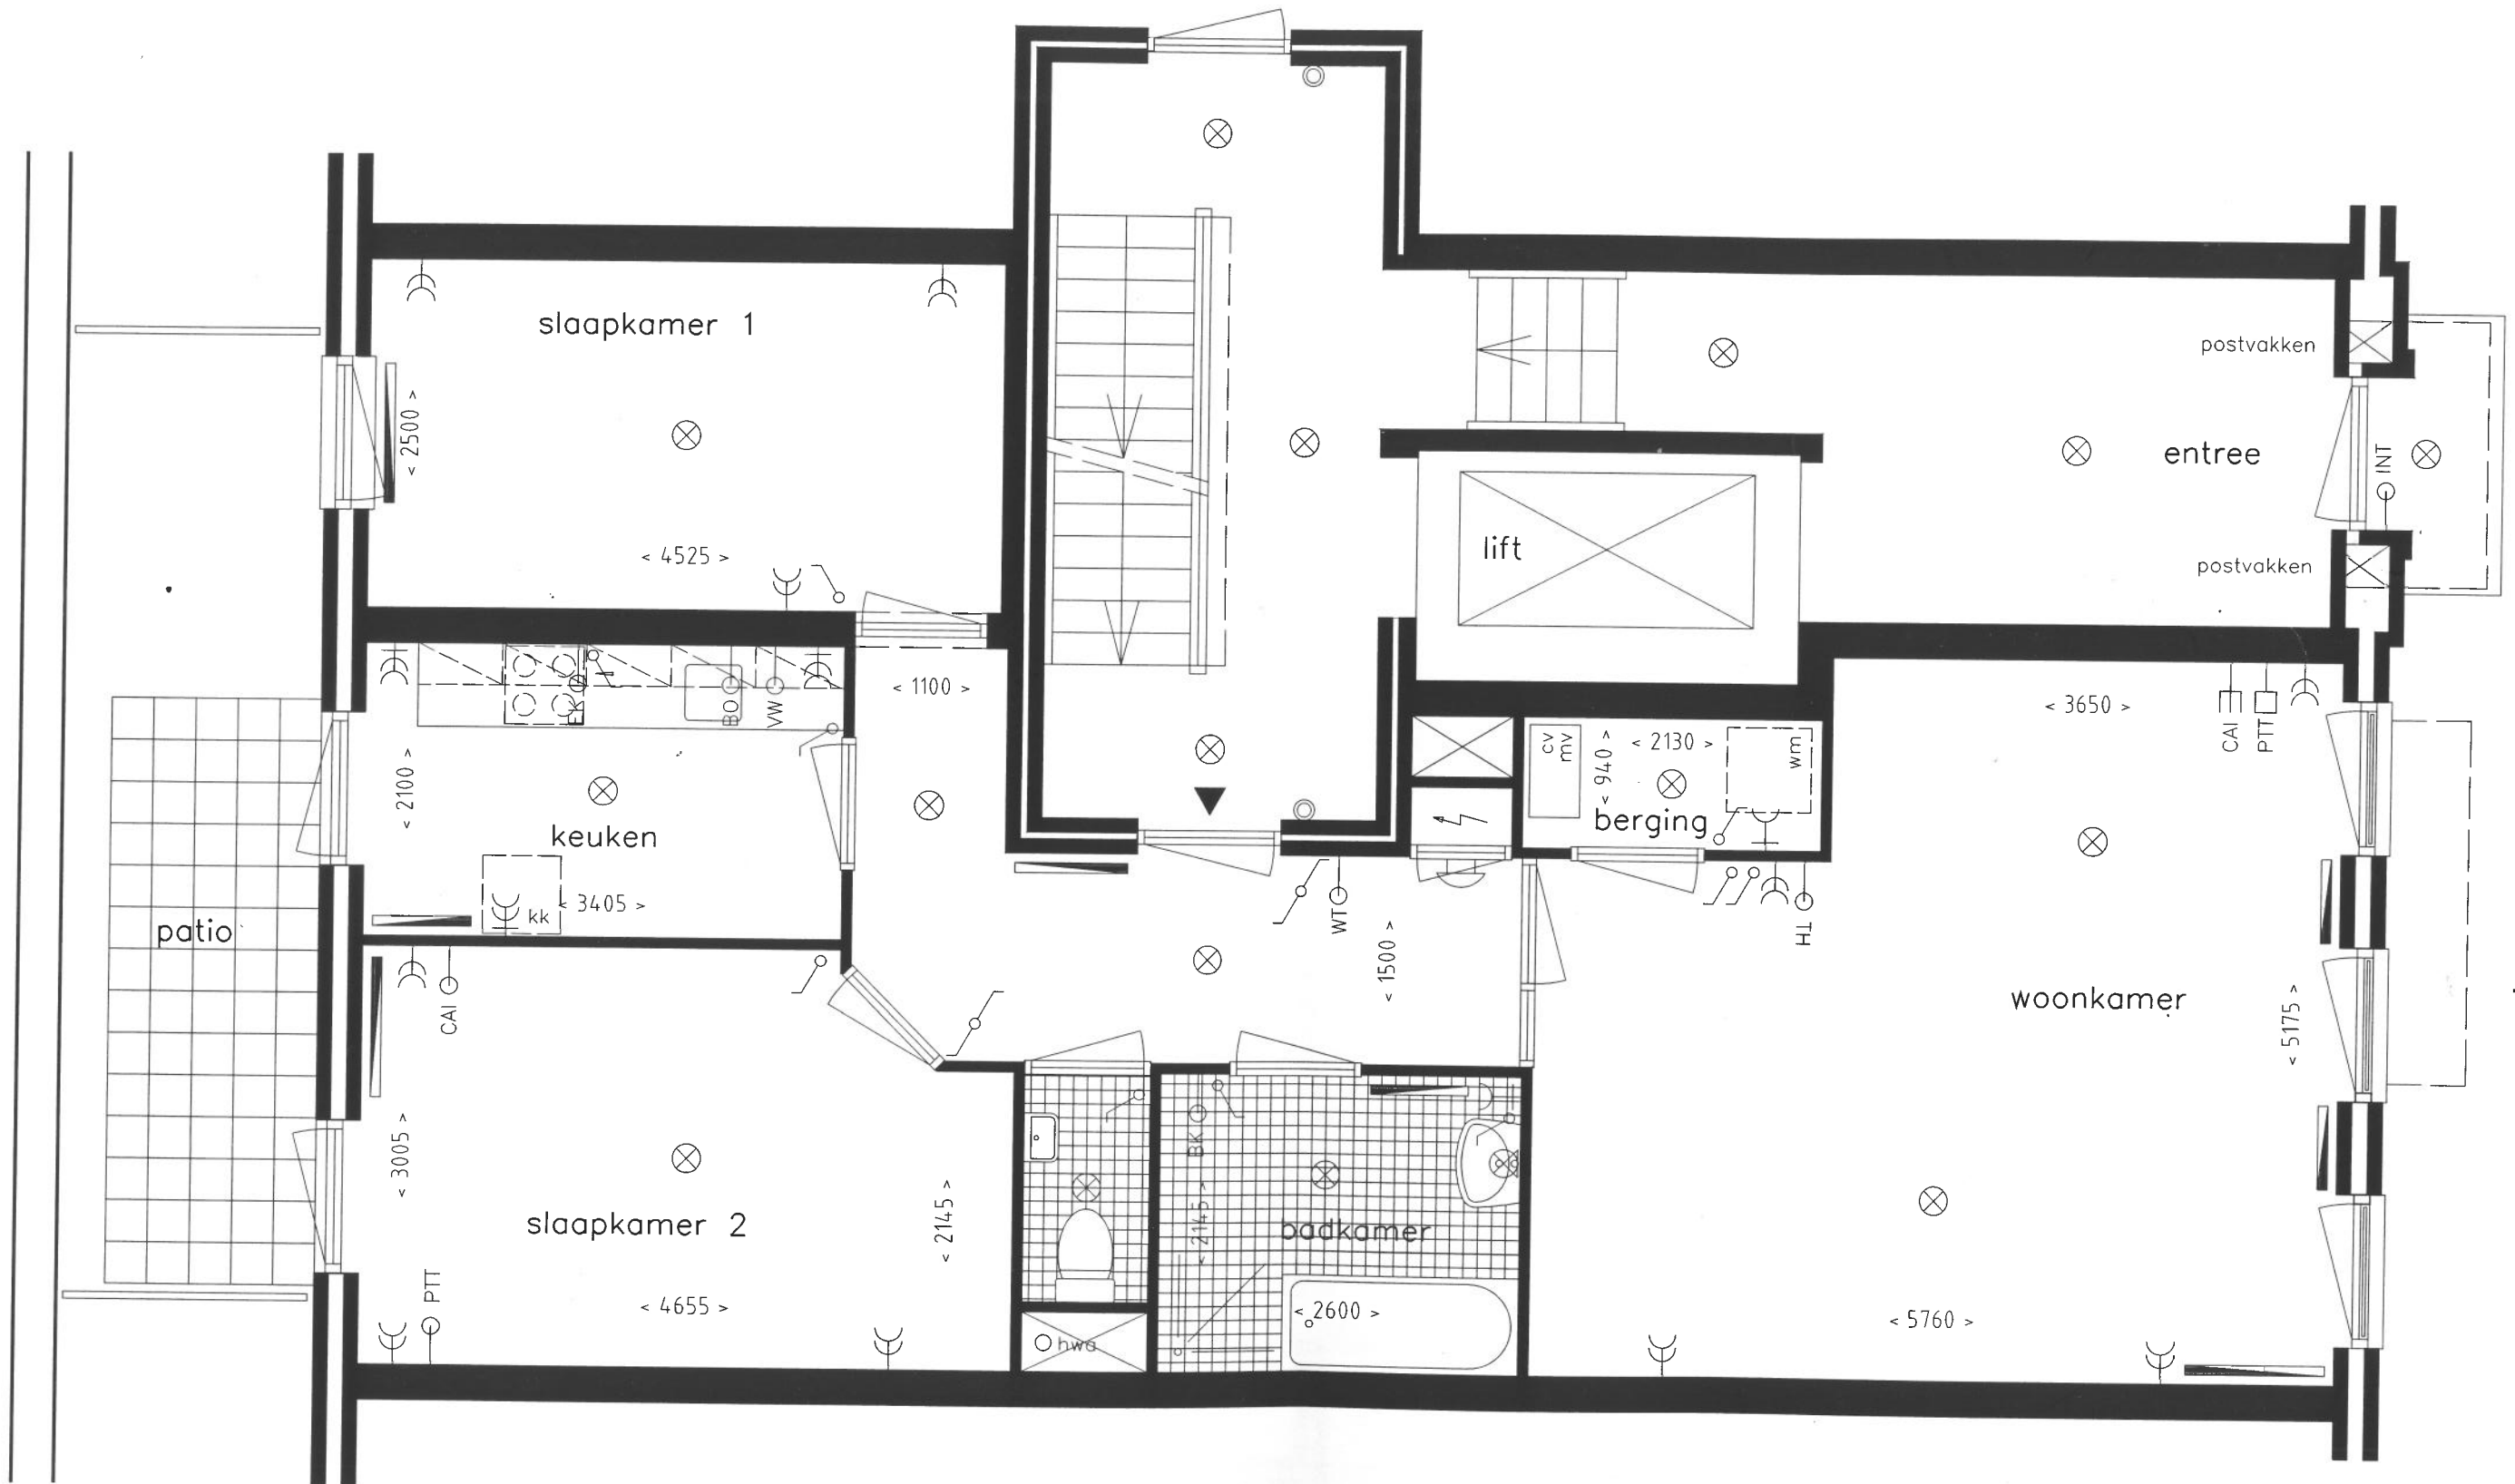 slaapkamer 1
< 2500 >
< 4525 >
postvakken
entree
INT
lift
postvakken
< 1100 >
BO
VW
< 2100 >
keuken
kk
< 3405 >
cv
mv
< 940 >
< 2130 >
wm
berging
< 3650 >
CAI
PTT
patio
CAI
WT
< 1500 >
TH
woonkamer
< 5175 >
< 3005 >
slaapkamer 2
< 2145 >
BK
< 2145 >
badkamer
PTT
< 4655 >
hwa
< 2600 >
< 5760 >